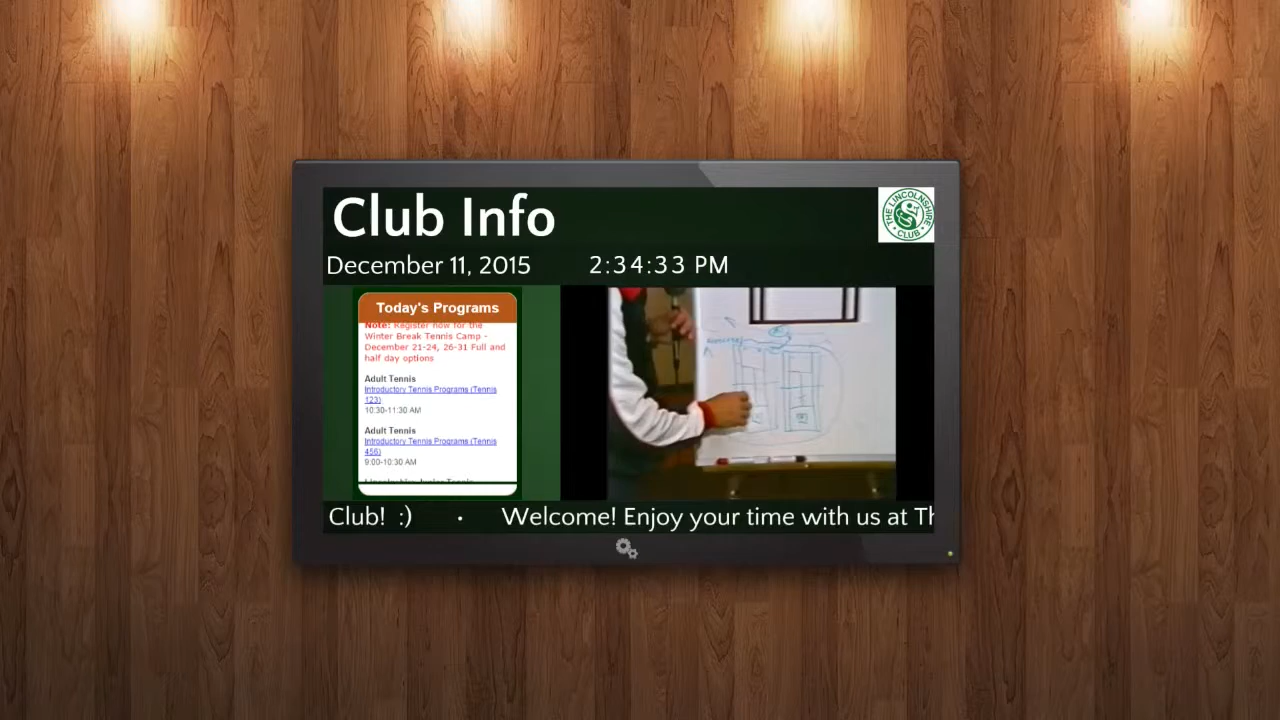 Club Info
THE LINCOLNSHIRE CLUB
December 11, 2015 2:34:33 PM
Today's Programs
Note: Register now for the
Winter Break Tennis Camp -
December 21-24, 26-31 Full and
half day options
Adult Tennis
Introductory Tennis Programs (Tennis
123)
10:30-11:30 AM
Adult Tennis
Introductory Tennis Programs (Tennis
456)
9:00-10:30 AM
Club! :) • Welcome! Enjoy your time with us at Th